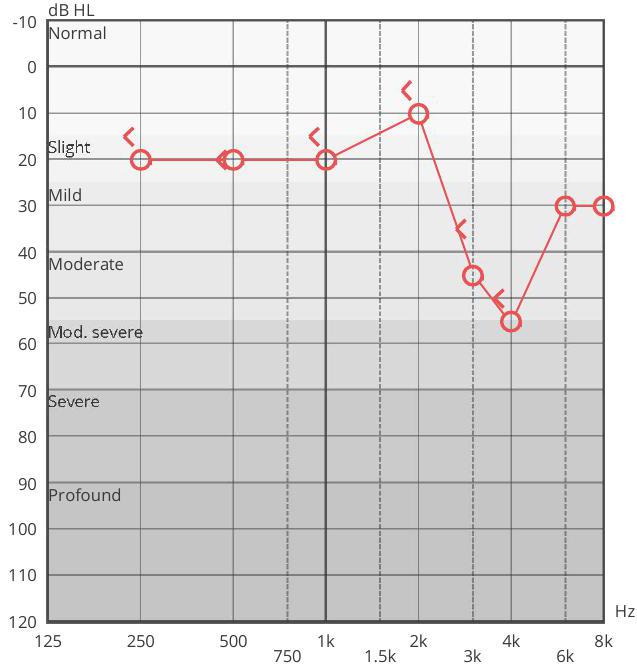 dB HL
-10
Normal
0
10
Slight
20
Mild
30
40
Moderate
50
Mod. severe
60
70
Severe
80
90
Profound
100
110
120
Hz
125 250 500 1k 2k 4k 8k
750 1.5k 3k 6k